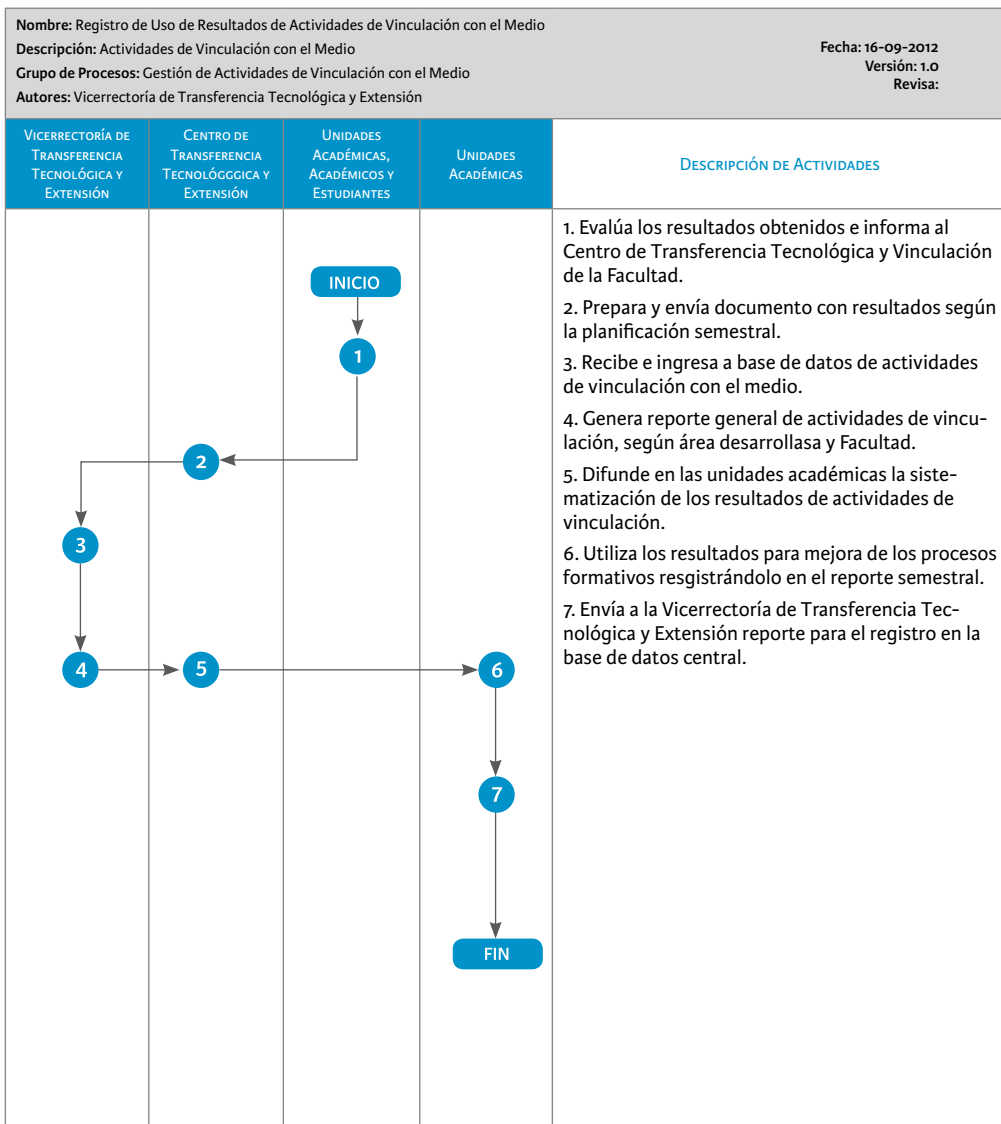 Nombre: Registro de Uso de Resultados de Actividades de Vinculación con el Medio
Descripción: Actividades de Vinculación con el Medio
Grupo de Procesos: Gestión de Actividades de Vinculación con el Medio
Autores: Vicerrectoría de Transferencia Tecnológica y Extensión
Fecha: 16-09-2012
Versión: 1.0
Revisa:
Vicerrectoría de
Transferencia
Tecnológica y
Extensión
Centro de
Transferencia
Tecnológggica y
Extensión
Unidades
Académicas,
Académicos y
Estudiantes
Unidades
Académicas
Descripción de Actividades
INICIO
1
2
3
4
5
6
7
FIN
1. Evalúa los resultados obtenidos e informa al
Centro de Transferencia Tecnológica y Vinculación
de la Facultad.
2. Prepara y envía documento con resultados según
la planificación semestral.
3. Recibe e ingresa a base de datos de actividades
de vinculación con el medio.
4. Genera reporte general de actividades de vincu-
lación, según área desarrollasa y Facultad.
5. Difunde en las unidades académicas la siste-
matización de los resultados de actividades de
vinculación.
6. Utiliza los resultados para mejora de los procesos
formativos resgistrándolo en el reporte semestral.
7. Envía a la Vicerrectoría de Transferencia Tec-
nológica y Extensión reporte para el registro en la
base de datos central.